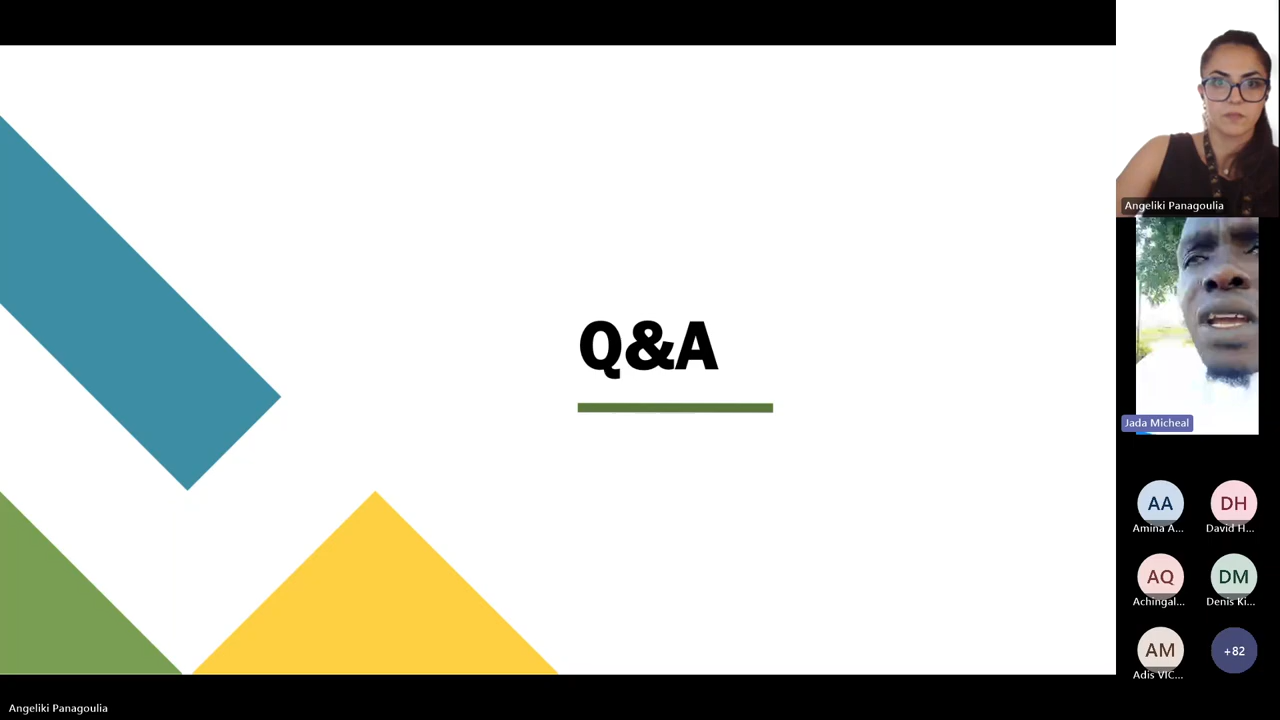 Q&A
Angeliki Panagoulia
Jada Micheal
AA
DH
Amina A...
David H...
AQ
DM
Achingal...
Denis Ki...
AM
+82
Adis VIC...
Angeliki Panagoulia